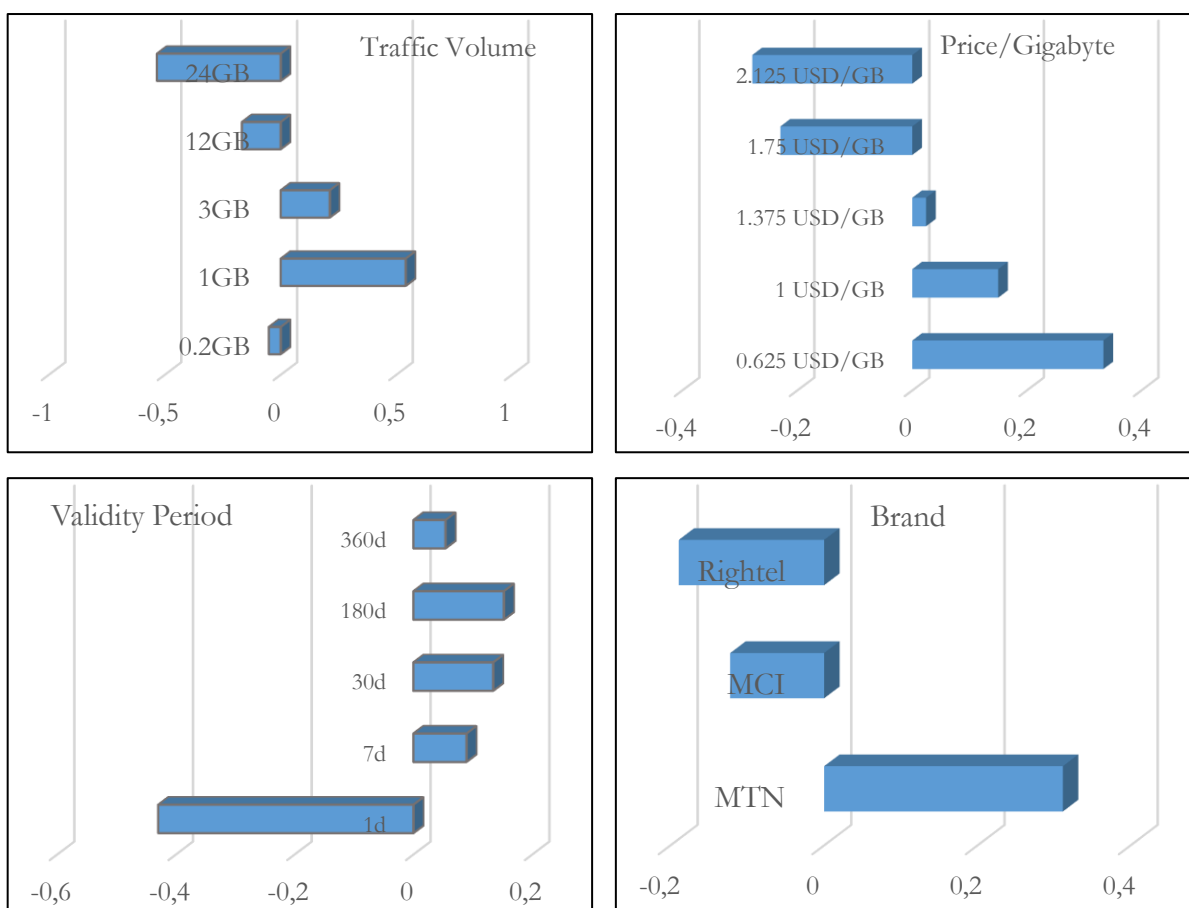 Traffic Volume
24GB
12GB
3GB
1GB
0.2GB
-1 -0,5 0 0,5 1
Price/Gigabyte
2.125 USD/GB
1.75 USD/GB
1.375 USD/GB
1 USD/GB
0.625 USD/GB
-0,4 -0,2 0 0,2 0,4
Validity Period
360d
180d
30d
7d
1d
-0,6 -0,4 -0,2 0 0,2
Brand
Rightel
MCI
MTN
-0,2 0 0,2 0,4